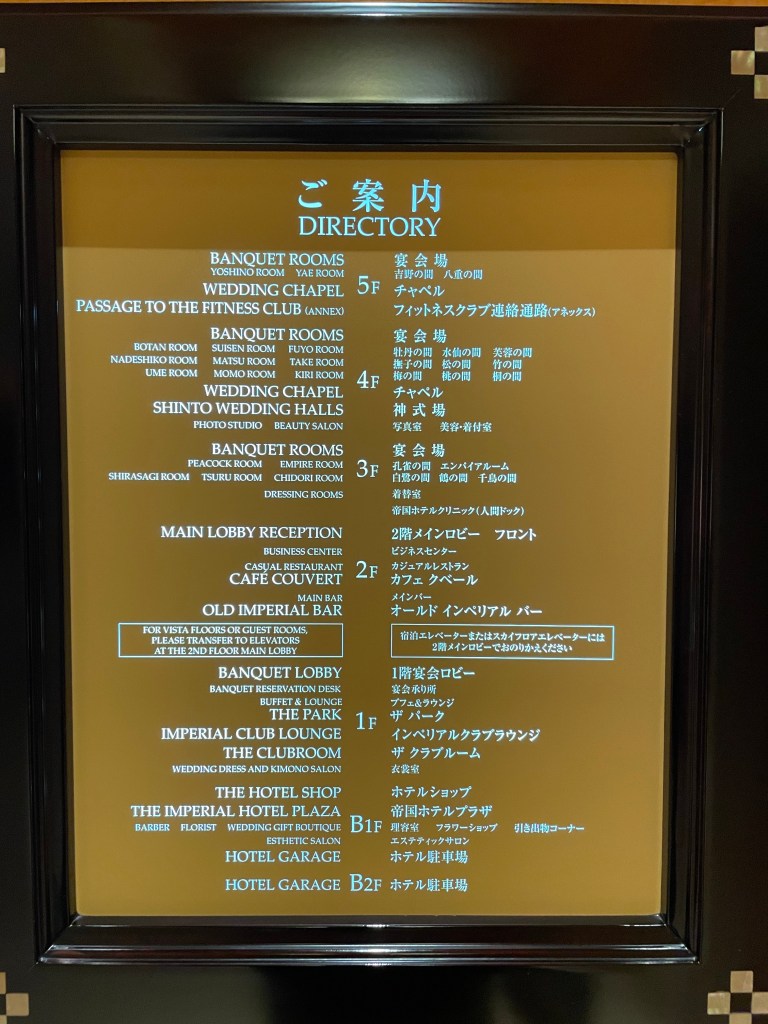 ご 案 内
DIRECTORY
BANQUET ROOMS 宴 会 場
YOSHINO ROOM YAE ROOM 5F 吉野の間 八重の間
WEDDING CHAPEL チャペル
PASSAGE TO THE FITNESS CLUB (ANNEX) フィットネスクラブ連絡通路(アネックス)
BANQUET ROOMS 宴 会 場
BOTAN ROOM SUISEN ROOM FUYO ROOM 牡丹の間 水仙の間 芙蓉の間
NADESHIKO ROOM MATSU ROOM TAKE ROOM 撫子の間 松の間 竹の間
UME ROOM MOMO ROOM KIRI ROOM 4F 梅の間 桃の間 桐の間
WEDDING CHAPEL チャペル
SHINTO WEDDING HALLS 神 式 場
PHOTO STUDIO BEAUTY SALON 写真室 美容・着付室
BANQUET ROOMS 宴 会 場
PEACOCK ROOM EMPIRE ROOM 3F 孔雀の間 エンパイアルーム
SHIRASAGI ROOM TSURU ROOM CHIDORI ROOM 白鷺の間 鶴の間 千鳥の間
DRESSING ROOMS 着替室
帝国ホテルクリニック(人間ドック)
MAIN LOBBY RECEPTION 2階メインロビー フロント
BUSINESS CENTER ビジネスセンター
CASUAL RESTAURANT 2F カジュアルレストラン
CAFÉ COUVERT カフェ クベール
MAIN BAR メインバー
OLD IMPERIAL BAR オールド インペリアル バー
FOR VISTA FLOORS OR GUEST ROOMS, 宿泊エレベーターまたはスカイフロアエレベーターには
PLEASE TRANSFER TO ELEVATORS 2階メインロビーでおのりかえください
AT THE 2ND FLOOR MAIN LOBBY
BANQUET LOBBY 1階宴会ロビー
BANQUET RESERVATION DESK 宴会承り所
BUFFET & LOUNGE ブフェ&ラウンジ
THE PARK 1F ザ パーク
IMPERIAL CLUB LOUNGE インペリアルクラブラウンジ
THE CLUBROOM ザ クラブルーム
WEDDING DRESS AND KIMONO SALON 衣裳室
THE HOTEL SHOP ホテルショップ
THE IMPERIAL HOTEL PLAZA 帝国ホテルプラザ
BARBER FLORIST WEDDING GIFT BOUTIQUE B1F 理容室 フラワーショップ 引き出物コーナー
ESTHETIC SALON エステティックサロン
HOTEL GARAGE ホテル駐車場
HOTEL GARAGE B2F ホテル駐車場